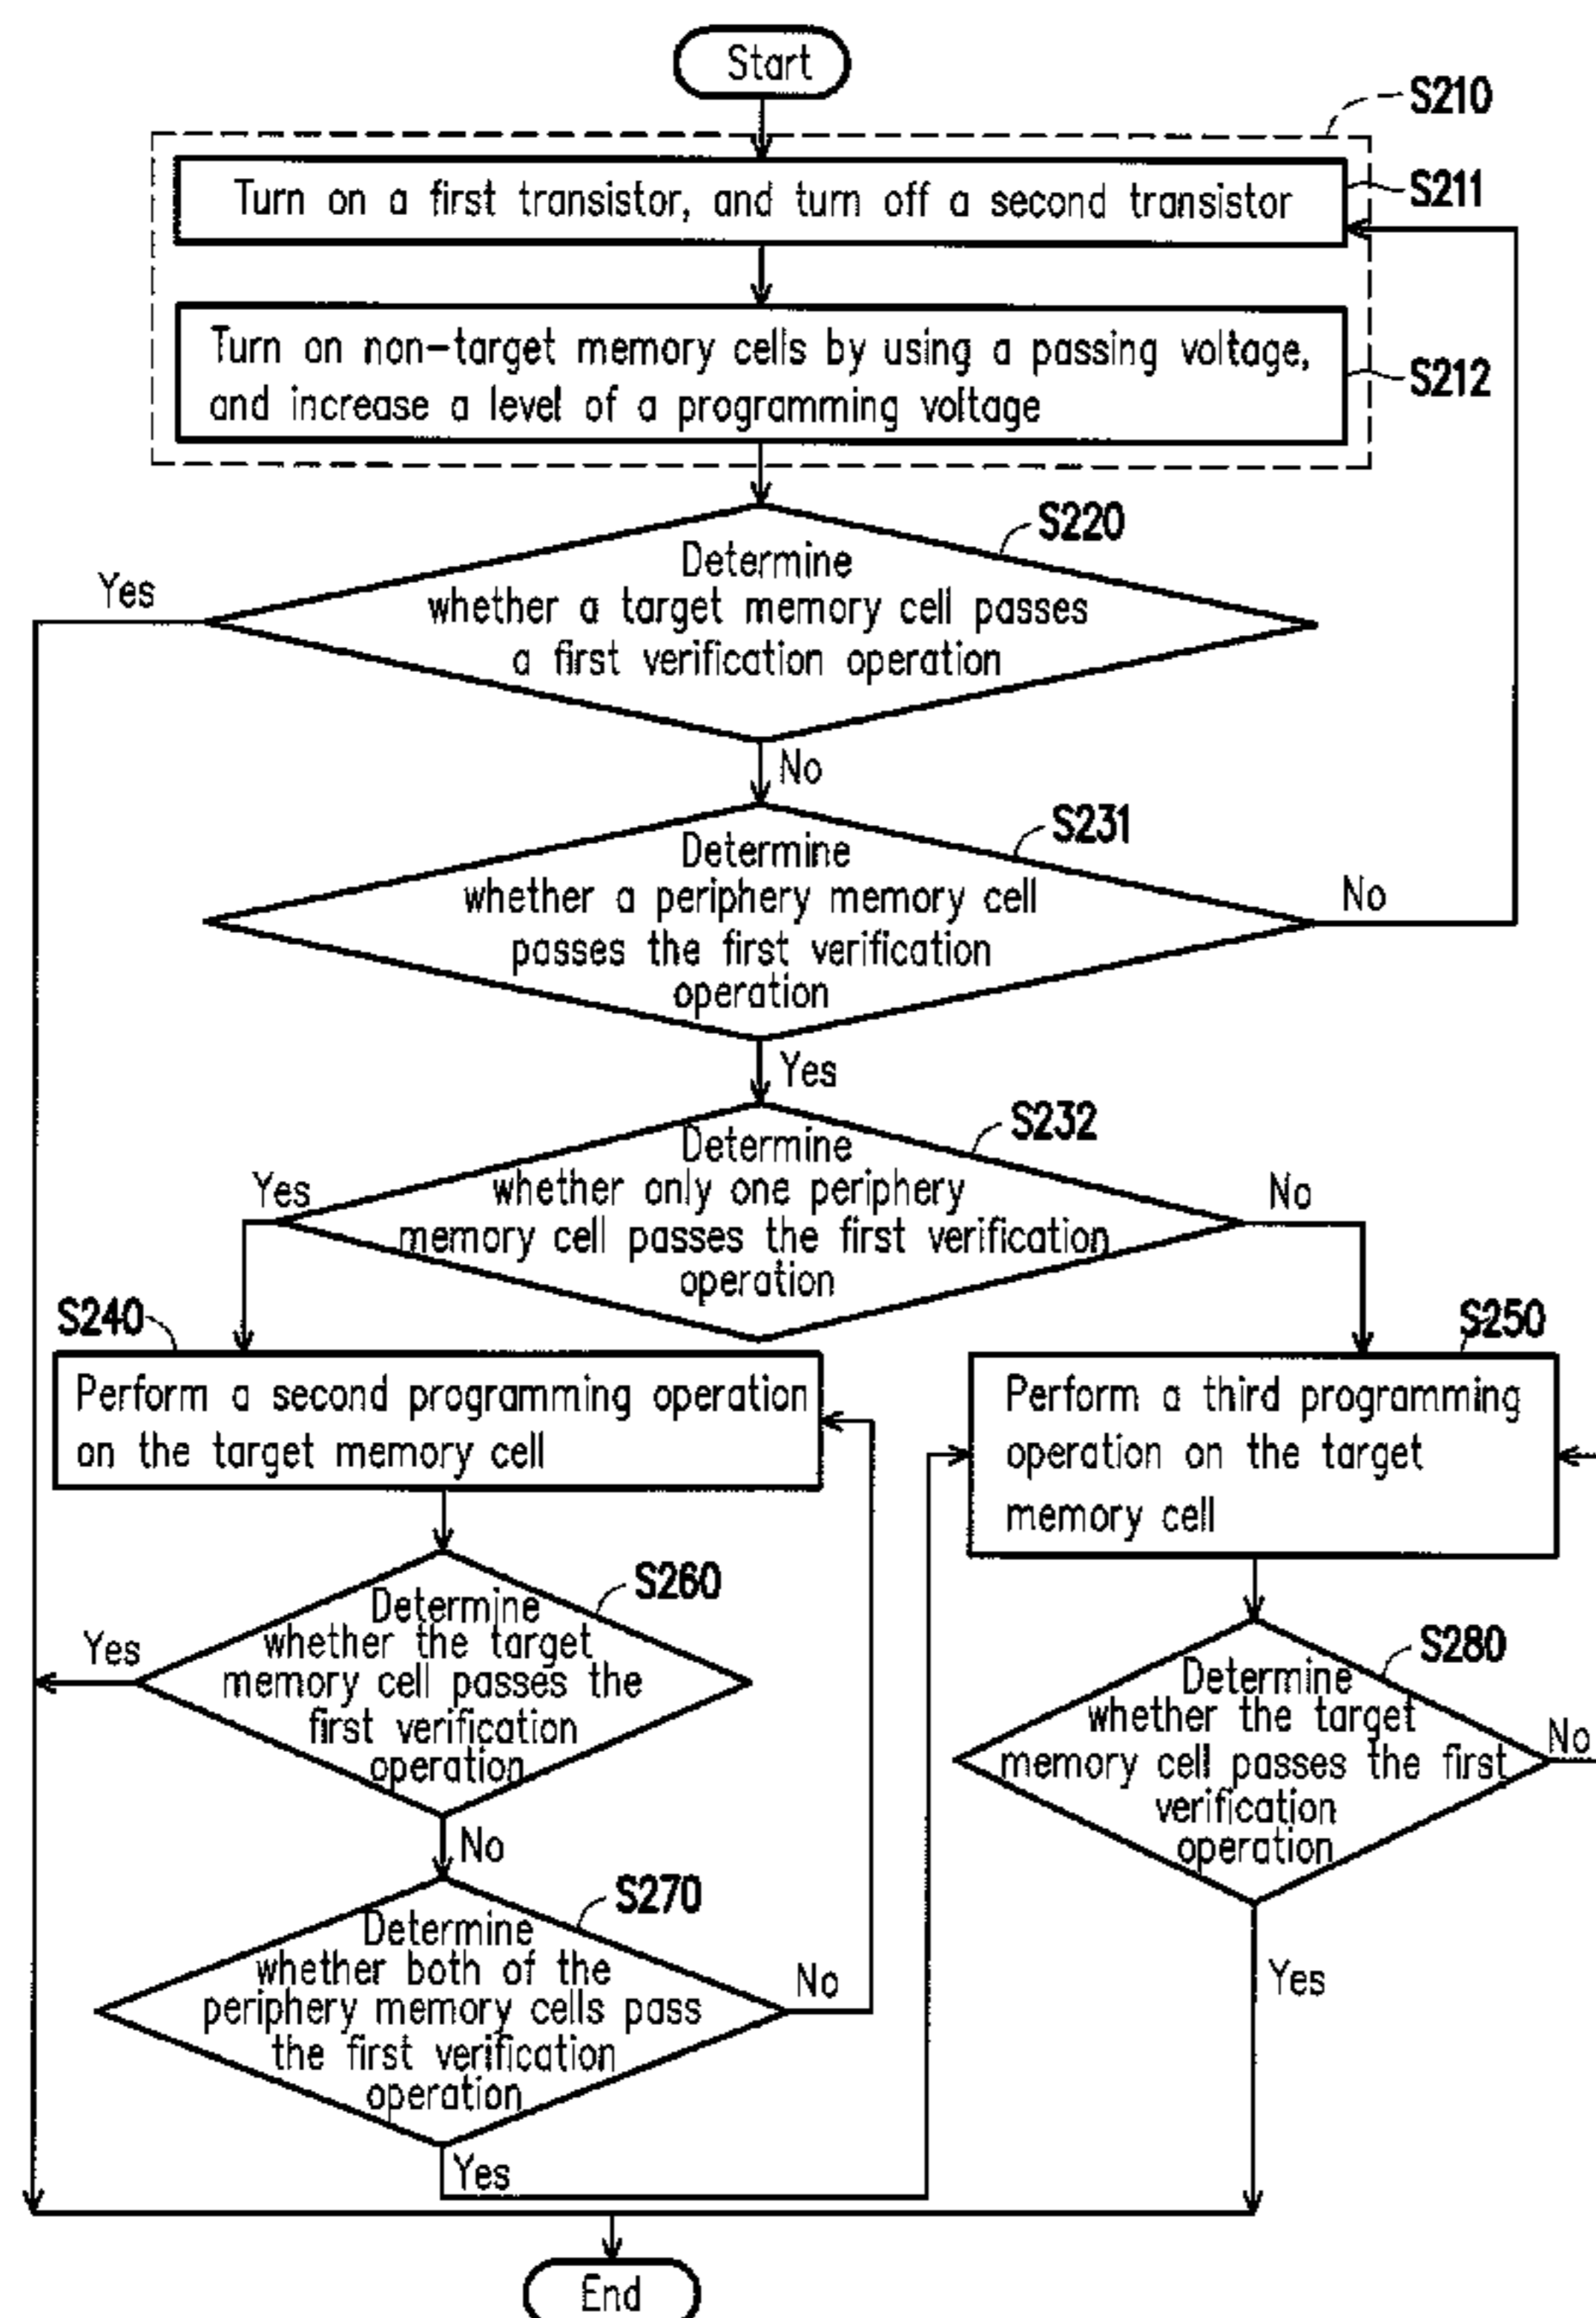 Start
S210
Turn on a first transistor, and turn off a second transistor
S211
Turn on non-target memory cells by using a passing voltage,
and increase a level of a programming voltage
S212
S220
Determine
whether a target memory cell passes
a first verification operation
Yes
No
S231
Determine
whether a periphery memory cell
passes the first verification
operation
No
Yes
S232
Determine
whether only one periphery
memory cell passes the first verification
operation
Yes
No
S240
Perform a second programming operation
on the target memory cell
S250
Perform a third programming
operation on the target
memory cell
S260
Determine
whether the target
memory cell passes the
first verification
operation
Yes
No
S280
Determine
whether the target
memory cell passes the first
verification
operation
No
Yes
S270
Determine
whether both of the
periphery memory cells pass
the first verification
operation
No
Yes
End